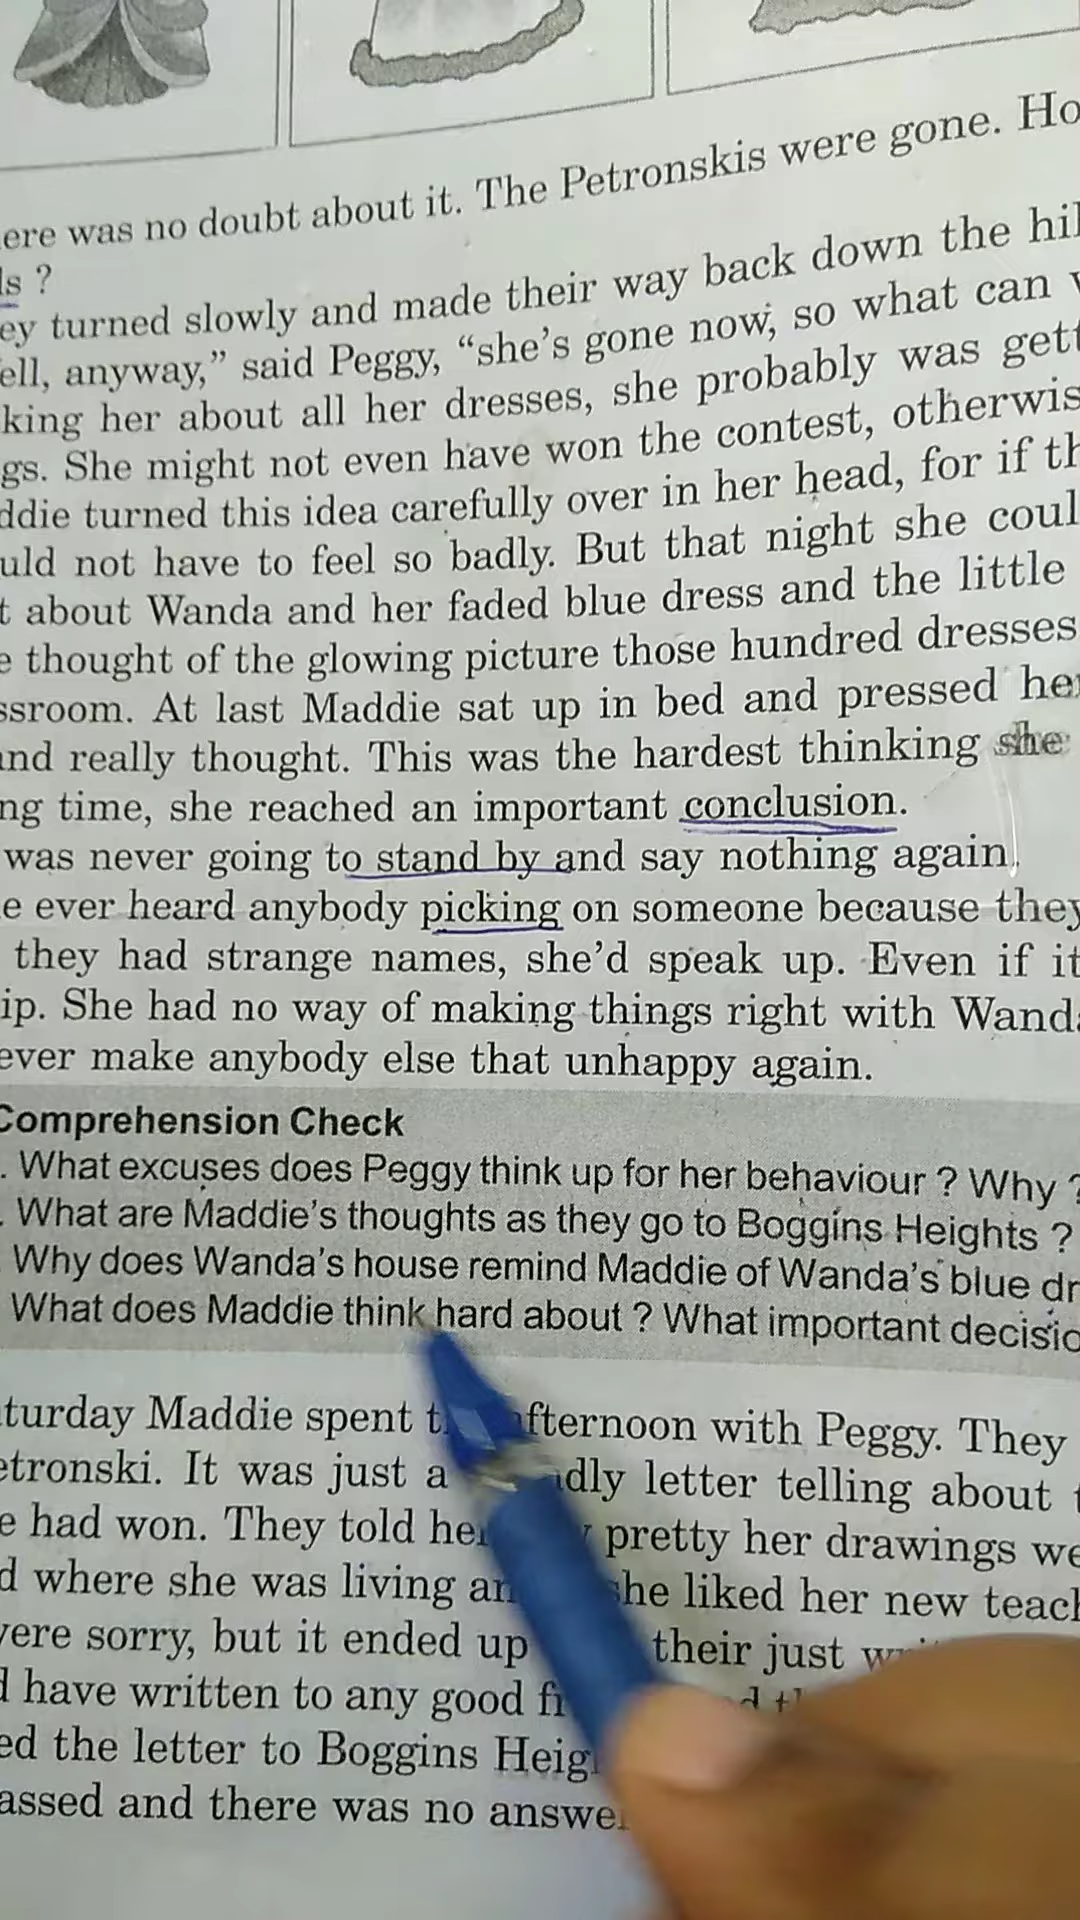 ere was no doubt about it. The Petronskis were gone. Ho
ls ?
ey turned slowly and made their way back down the hil
ell, anyway,” said Peggy, “she’s gone now, so what can
king her about all her dresses, she probably was gett
gs. She might not even have won the contest, otherwis
ddie turned this idea carefully over in her head, for if th
uld not have to feel so badly. But that night she coul
t about Wanda and her faded blue dress and the little
e thought of the glowing picture those hundred dresses
ssroom. At last Maddie sat up in bed and pressed her
and really thought. This was the hardest thinking she
ng time, she reached an important conclusion.
was never going to stand by and say nothing again.
e ever heard anybody picking on someone because they
they had strange names, she’d speak up. Even if it
ip. She had no way of making things right with Wanda
ever make anybody else that unhappy again.
Comprehension Check
. What excuses does Peggy think up for her behaviour ? Why ?
. What are Maddie’s thoughts as they go to Boggins Heights ?
Why does Wanda’s house remind Maddie of Wanda’s blue dr
What does Maddie think hard about ? What important decisio
turday Maddie spent afternoon with Peggy. They
etronski. It was just a dly letter telling about
e had won. They told he pretty her drawings we
d where she was living an she liked her new teach
were sorry, but it ended up their just
d have written to any good
ed the letter to Boggins Heig
assed and there was no answe